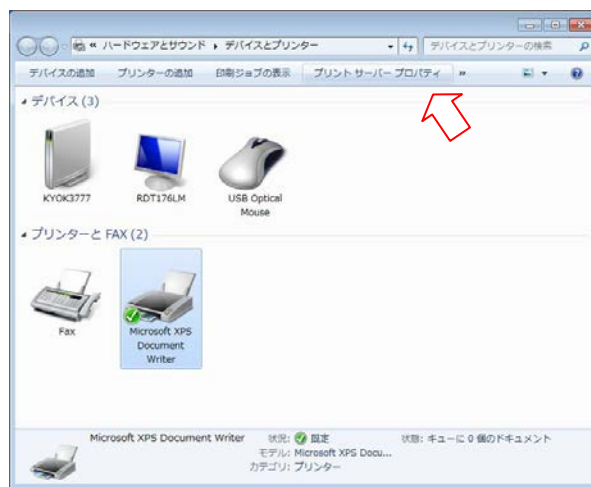 « ハードウェアとサウンド ▸ デバイスとプリンター
デバイスとプリンターの検索
デバイスの追加 プリンターの追加 印刷ジョブの表示 プリント サーバー プロパティ »
デバイス (3)
KYOK3777
RDT176LM
USB Optical
Mouse
プリンターと FAX (2)
Fax
Microsoft XPS
Document
Writer
Microsoft XPS Document Writer 状況: 既定 状態: キューに 0 個のドキュメント
モデル: Microsoft XPS Docu...
カテゴリ: プリンター